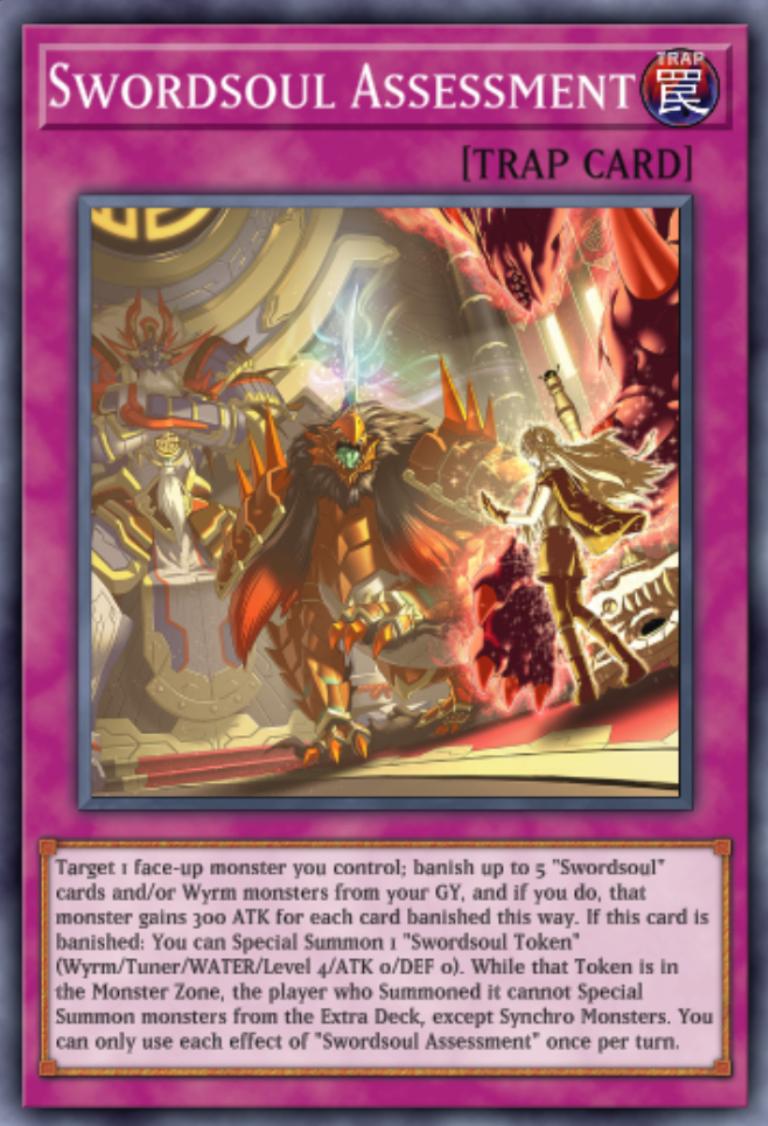 Swordsoul Assessment
TRAP
罠
[TRAP CARD]
Target 1 face-up monster you control; banish up to 5 "Swordsoul"
cards and/or Wyrm monsters from your GY, and if you do, that
monster gains 300 ATK for each card banished this way. If this card is
banished: You can Special Summon 1 "Swordsoul Token"
(Wyrm/Tuner/WATER/Level 4/ATK 0/DEF 0). While that Token is in
the Monster Zone, the player who Summoned it cannot Special
Summon monsters from the Extra Deck, except Synchro Monsters. You
can only use each effect of "Swordsoul Assessment" once per turn.